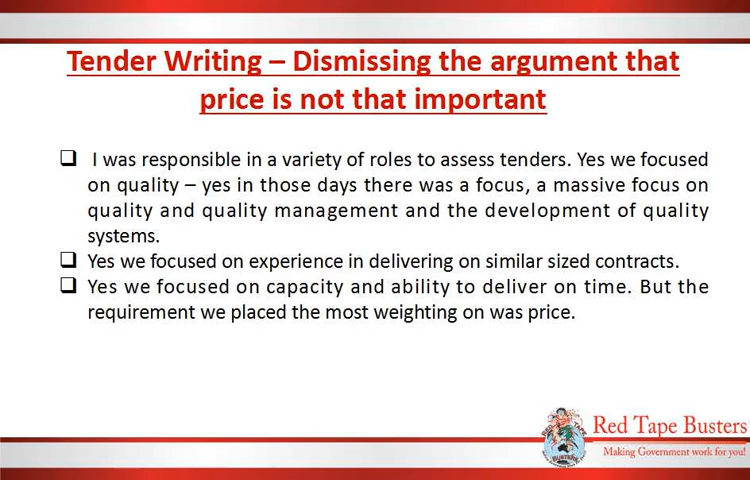 Tender Writing – Dismissing the argument that
price is not that important
I was responsible in a variety of roles to assess tenders. Yes we focused
on quality – yes in those days there was a focus, a massive focus on
quality and quality management and the development of quality
systems.
Yes we focused on experience in delivering on similar sized contracts.
Yes we focused on capacity and ability to deliver on time. But the
requirement we placed the most weighting on was price.
RED TAPE
BUSTERS
Red Tape Busters
Making Government work for you!